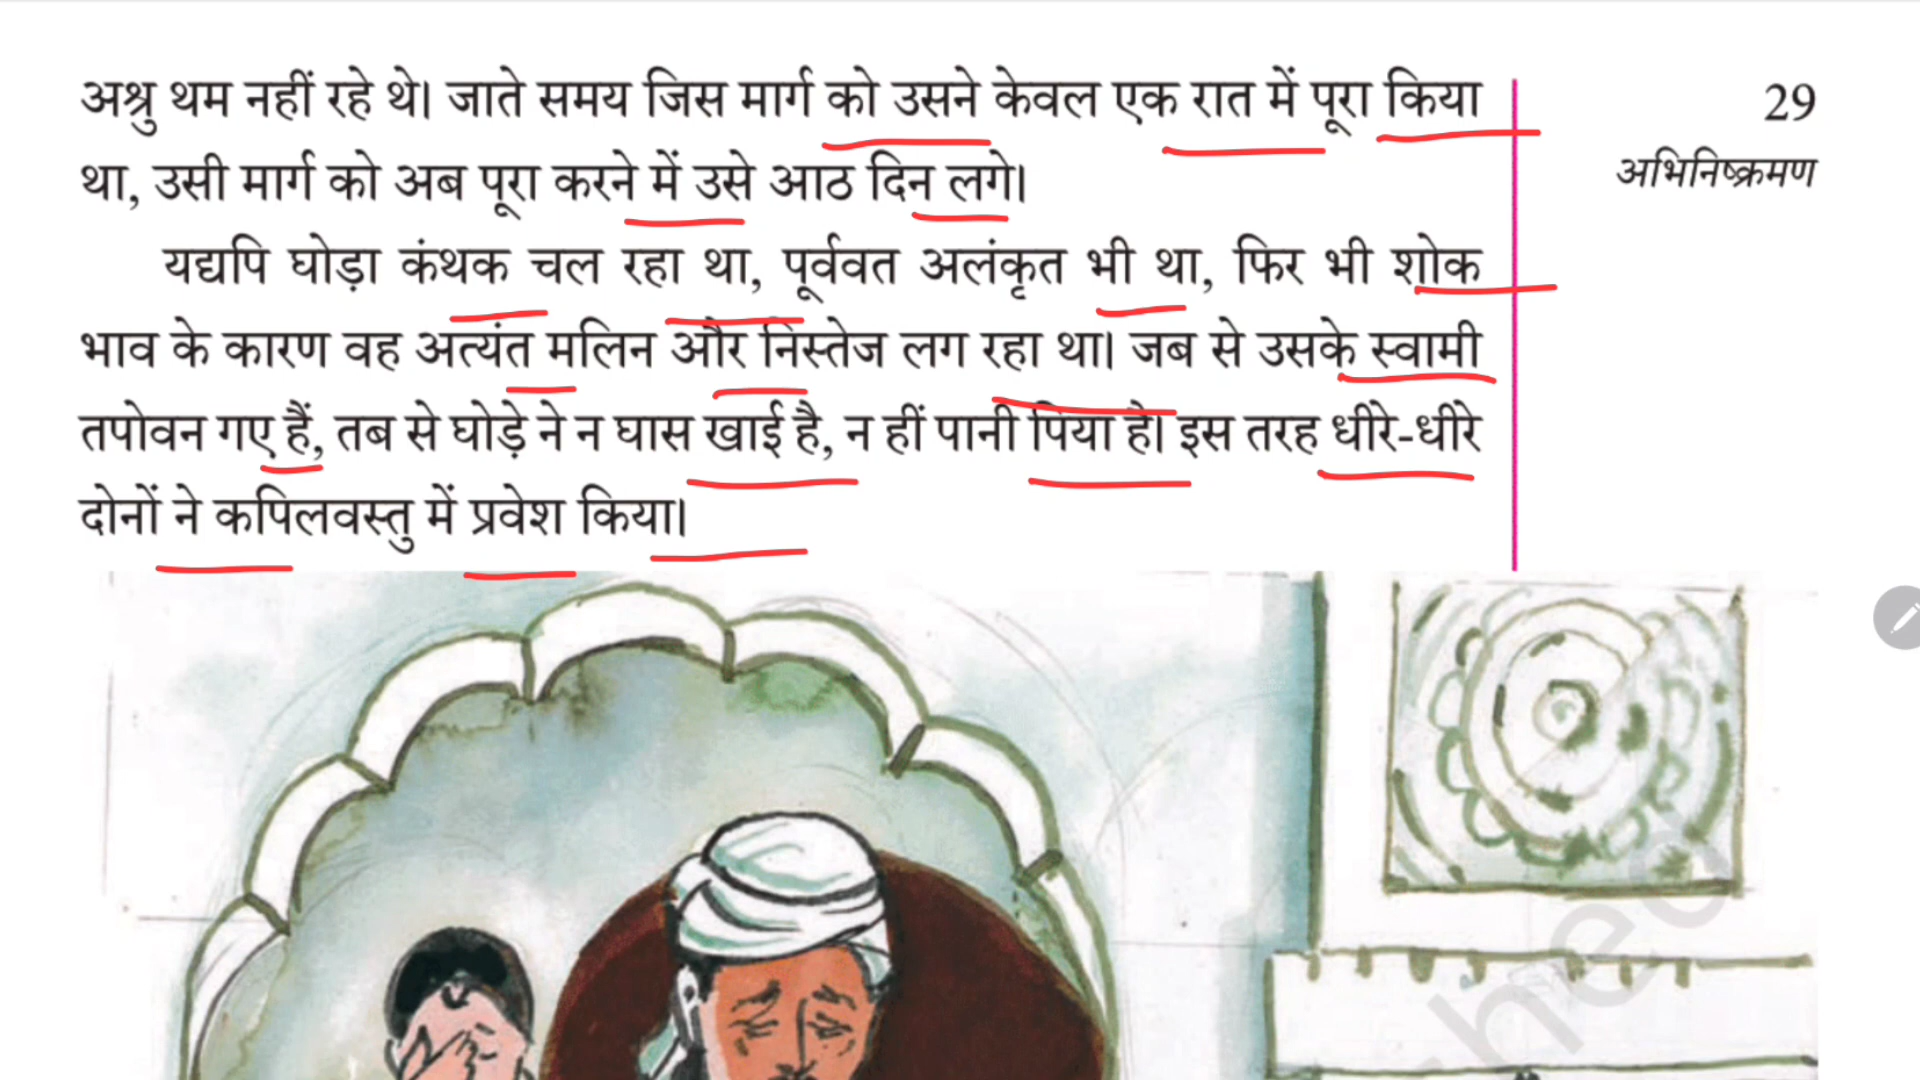 अश्रु थम नहीं रहे थे। जाते समय जिस मार्ग को उसने केवल एक रात में पूरा किया
था, उसी मार्ग को अब पूरा करने में उसे आठ दिन लगे।
यद्यपि घोड़ा कंथक चल रहा था, पूर्ववत अलंकृत भी था, फिर भी शोक
भाव के कारण वह अत्यंत मलिन और निस्तेज लग रहा था। जब से उसके स्वामी
तपोवन गए हैं, तब से घोड़े ने न घास खाई है, न हीं पानी पिया है। इस तरह धीरे-धीरे
दोनों ने कपिलवस्तु में प्रवेश किया।
29
अभिनिष्क्रमण